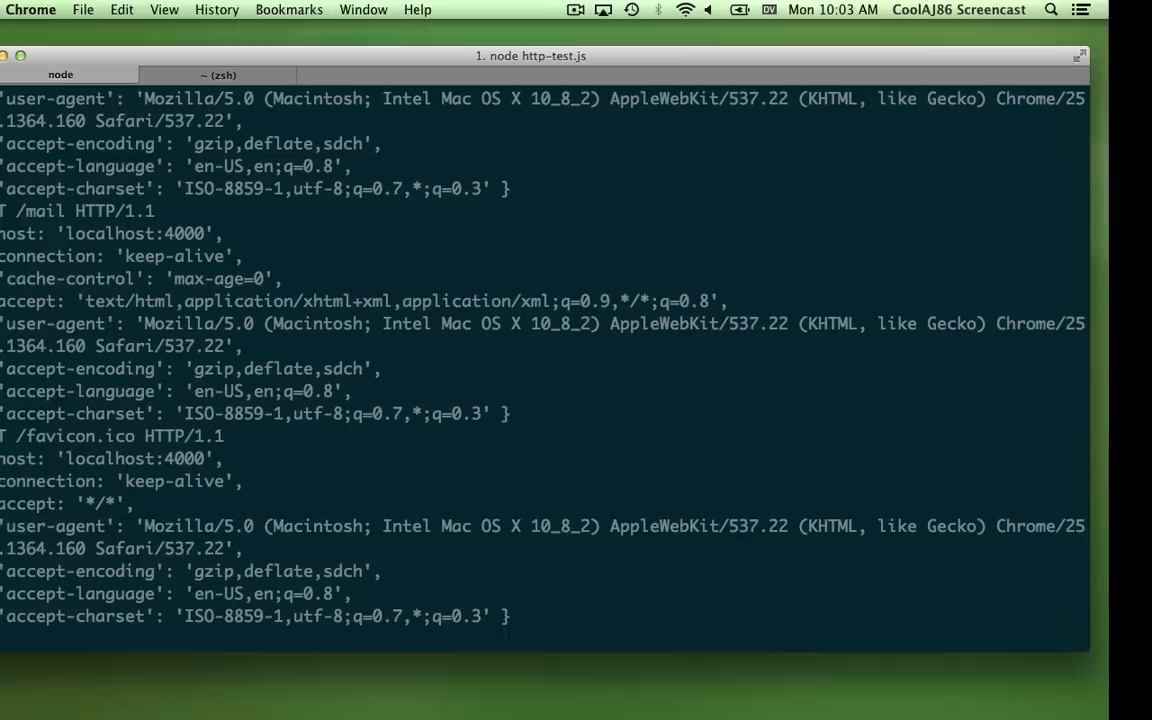 Chrome File Edit View History Bookmarks Window Help Mon 10:03 AM CoolAJ86 Screencast
1. node http-test.js
node ~ (zsh)
'user-agent': 'Mozilla/5.0 (Macintosh; Intel Mac OS X 10_8_2) AppleWebKit/537.22 (KHTML, like Gecko) Chrome/25
.1364.160 Safari/537.22',
'accept-encoding': 'gzip,deflate,sdch',
'accept-language': 'en-US,en;q=0.8',
'accept-charset': 'ISO-8859-1,utf-8;q=0.7,*;q=0.3' }
T /mail HTTP/1.1
host: 'localhost:4000',
connection: 'keep-alive',
'cache-control': 'max-age=0',
accept: 'text/html,application/xhtml+xml,application/xml;q=0.9,*/*;q=0.8',
'user-agent': 'Mozilla/5.0 (Macintosh; Intel Mac OS X 10_8_2) AppleWebKit/537.22 (KHTML, like Gecko) Chrome/25
.1364.160 Safari/537.22',
'accept-encoding': 'gzip,deflate,sdch',
'accept-language': 'en-US,en;q=0.8',
'accept-charset': 'ISO-8859-1,utf-8;q=0.7,*;q=0.3' }
T /favicon.ico HTTP/1.1
host: 'localhost:4000',
connection: 'keep-alive',
accept: '*/*',
'user-agent': 'Mozilla/5.0 (Macintosh; Intel Mac OS X 10_8_2) AppleWebKit/537.22 (KHTML, like Gecko) Chrome/25
.1364.160 Safari/537.22',
'accept-encoding': 'gzip,deflate,sdch',
'accept-language': 'en-US,en;q=0.8',
'accept-charset': 'ISO-8859-1,utf-8;q=0.7,*;q=0.3' }